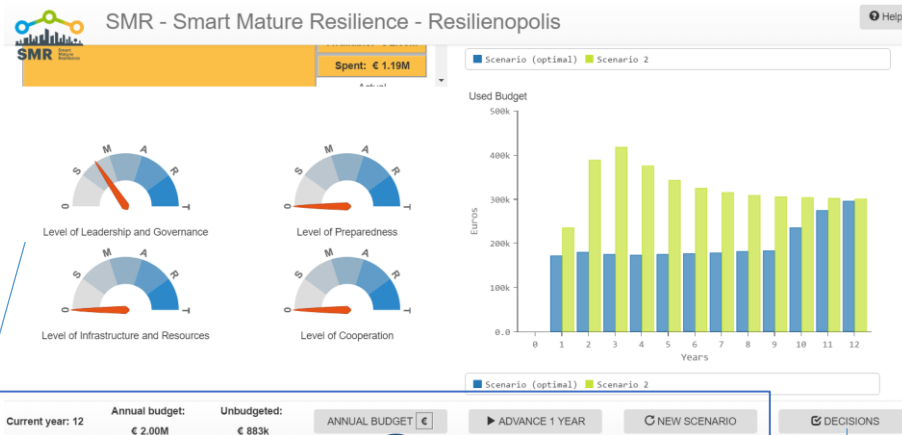 SMR - Smart Mature Resilience - Resilienopolis
Help
SMR Smart Mature Resilience
Spent: € 1.19M
Actual
Scenario (optimal) Scenario 2
Used Budget
500k
400k
300k
200k
100k
0.0
Euros
0 1 2 3 4 5 6 7 8 9 10 11 12
Years
Scenario (optimal) Scenario 2
0 S M A R T
Level of Leadership and Governance
0 S M A R T
Level of Preparedness
0 S M A R T
Level of Infrastructure and Resources
0 S M A R T
Level of Cooperation
Current year: 12
Annual budget:
€ 2.00M
Unbudgeted:
€ 883k
ANNUAL BUDGET €
ADVANCE 1 YEAR
NEW SCENARIO
DECISIONS